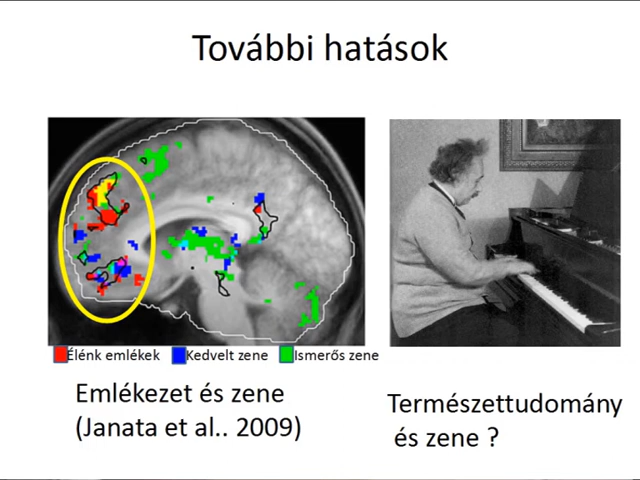 További hatások
Élénk emlékek Kedvelt zene Ismerős zene
Emlékezet és zene
(Janata et al.. 2009)
Természettudomány
és zene ?